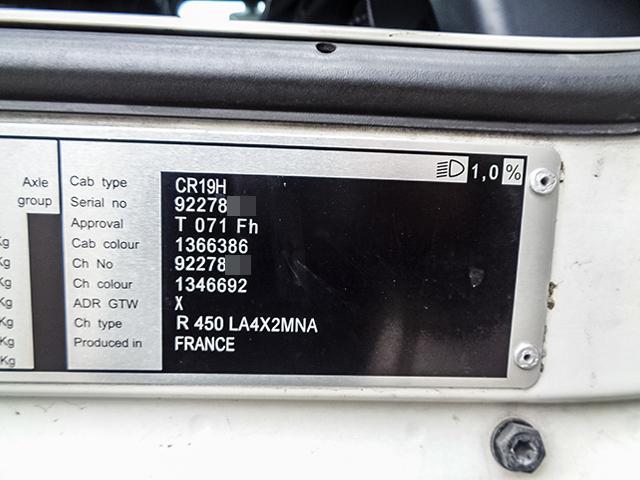 1,0 %
Axle
group
Cab type CR19H
Serial no 92278
Approval T 071 Fh
Cab colour 1366386
Ch No 92278
Ch colour 1346692
ADR GTW X
Ch type R 450 LA4X2MNA
Produced in FRANCE
Kg
Kg
Kg
Kg
Kg
Kg
Kg